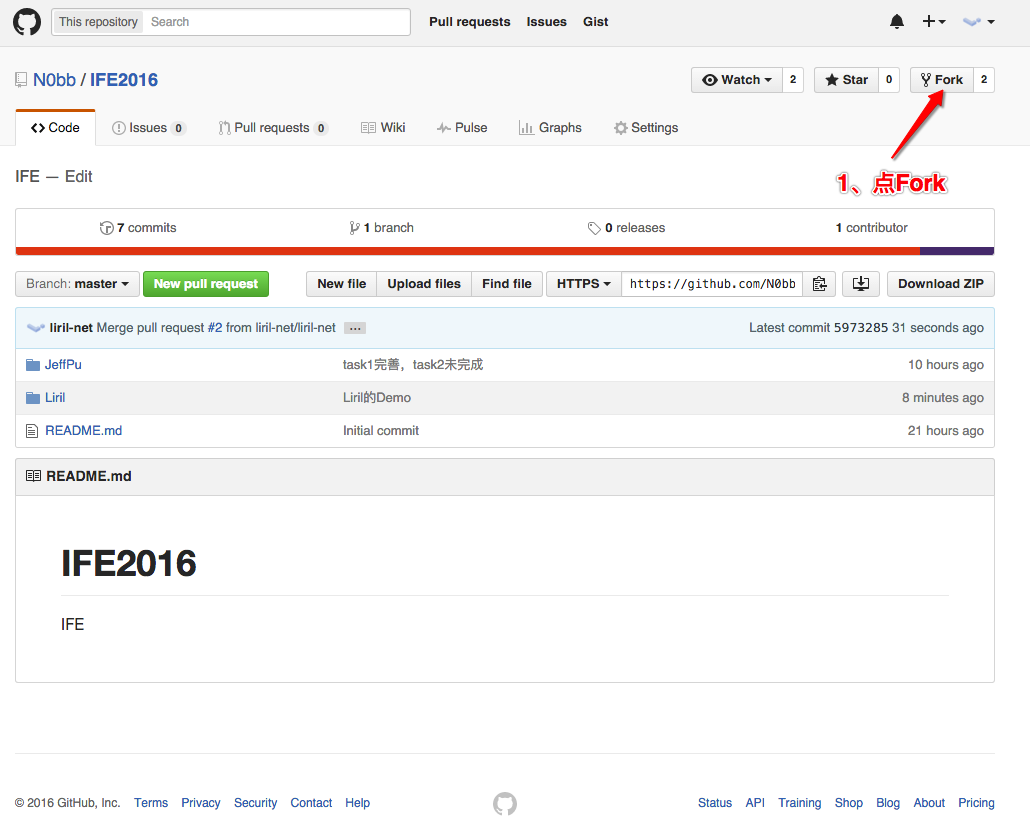 This repository Search Pull requests Issues Gist
N0bb / IFE2016 Watch 2 Star 0 Fork 2
Code Issues 0 Pull requests 0 Wiki Pulse Graphs Settings
1、点Fork
IFE — Edit
7 commits 1 branch 0 releases 1 contributor
Branch: master New pull request New file Upload files Find file HTTPS https://github.com/N0bb Download ZIP
liril-net Merge pull request #2 from liril-net/liril-net ... Latest commit 5973285 31 seconds ago
JeffPu task1完善，task2未完成 10 hours ago
Liril Liril的Demo 8 minutes ago
README.md Initial commit 21 hours ago
README.md
IFE2016
IFE
© 2016 GitHub, Inc. Terms Privacy Security Contact Help Status API Training Shop Blog About Pricing